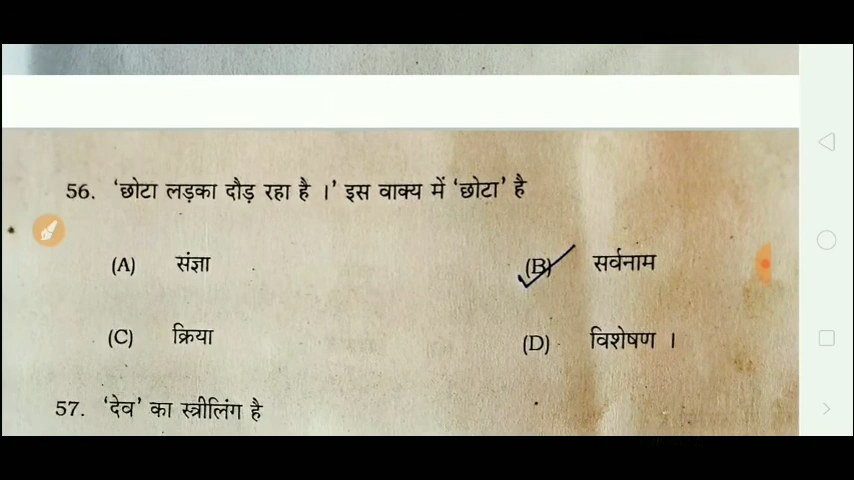 56. ‘छोटा लड़का दौड़ रहा है ।’ इस वाक्य में ‘छोटा’ है
(A) संज्ञा (B) सर्वनाम
(C) क्रिया (D) विशेषण ।
57. ‘देव’ का स्त्रीलिंग है